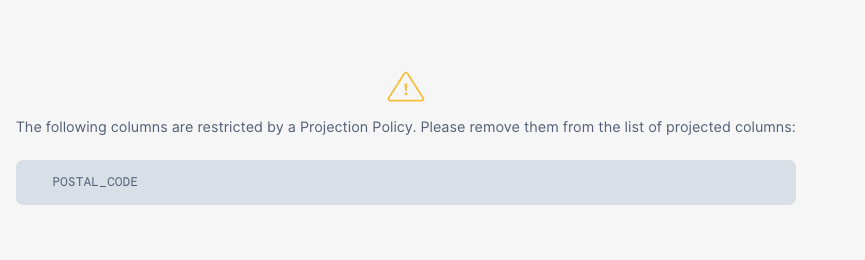 The following columns are restricted by a Projection Policy. Please remove them from the list of projected columns:
POSTAL_CODE